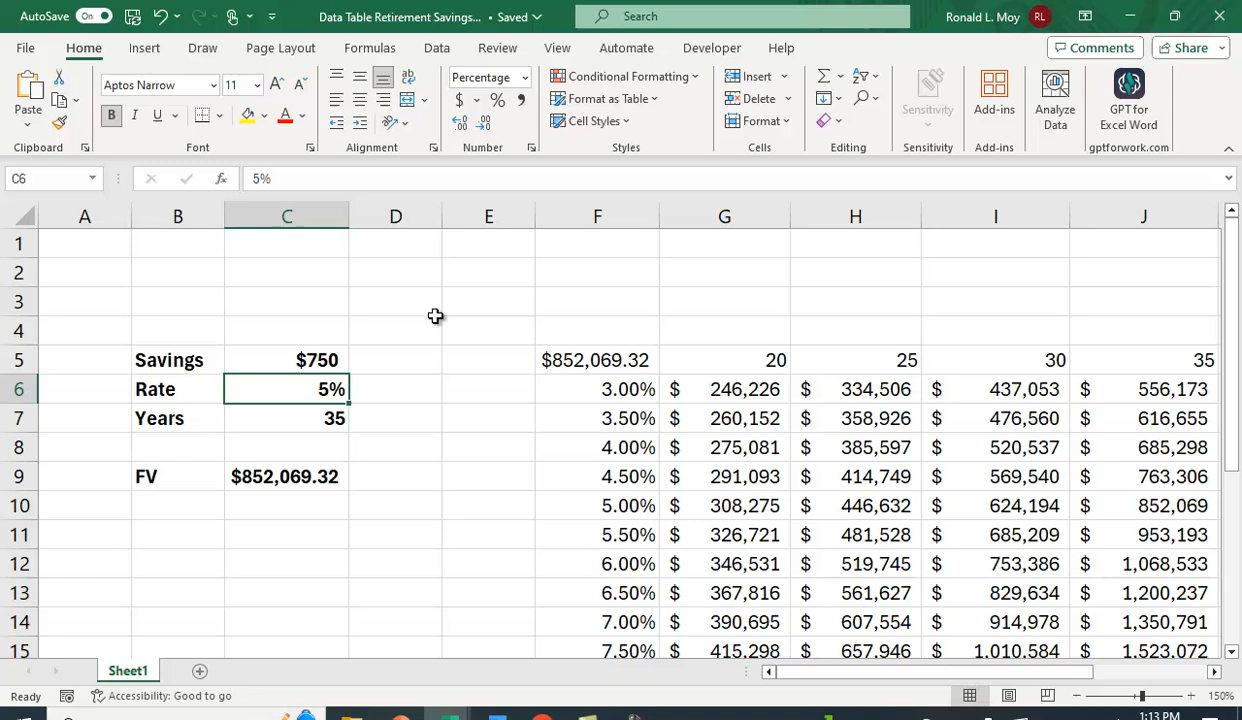 AutoSave On Data Table Retirement Savings... • Saved Search Ronald L. Moy RL
File Home Insert Draw Page Layout Formulas Data Review View Automate Developer Help Comments Share
Paste Aptos Narrow 11 A A ab Percentage Conditional Formatting Insert Σ Sensitivity Add-ins Analyze Data GPT for Excel Word
B I U A $ % 9 Format as Table Delete
Cell Styles Format
Clipboard Font Alignment Number Styles Cells Editing Sensitivity Add-ins gptforwork.com
C6 fx 5%
A B C D E F G H I J
1
2
3
4
5 Savings $750 $852,069.32 20 25 30 35
6 Rate 5% 3.00% $ 246,226 $ 334,506 $ 437,053 $ 556,173
7 Years 35 3.50% $ 260,152 $ 358,926 $ 476,560 $ 616,655
8 4.00% $ 275,081 $ 385,597 $ 520,537 $ 685,298
9 FV $852,069.32 4.50% $ 291,093 $ 414,749 $ 569,540 $ 763,306
10 5.00% $ 308,275 $ 446,632 $ 624,194 $ 852,069
11 5.50% $ 326,721 $ 481,528 $ 685,209 $ 953,193
12 6.00% $ 346,531 $ 519,745 $ 753,386 $ 1,068,533
13 6.50% $ 367,816 $ 561,627 $ 829,634 $ 1,200,237
14 7.00% $ 390,695 $ 607,554 $ 914,978 $ 1,350,791
15 7.50% $ 415,298 $ 657,946 $ 1,010,584 $ 1,523,072
Sheet1
Ready Accessibility: Good to go 150%
1:13 PM